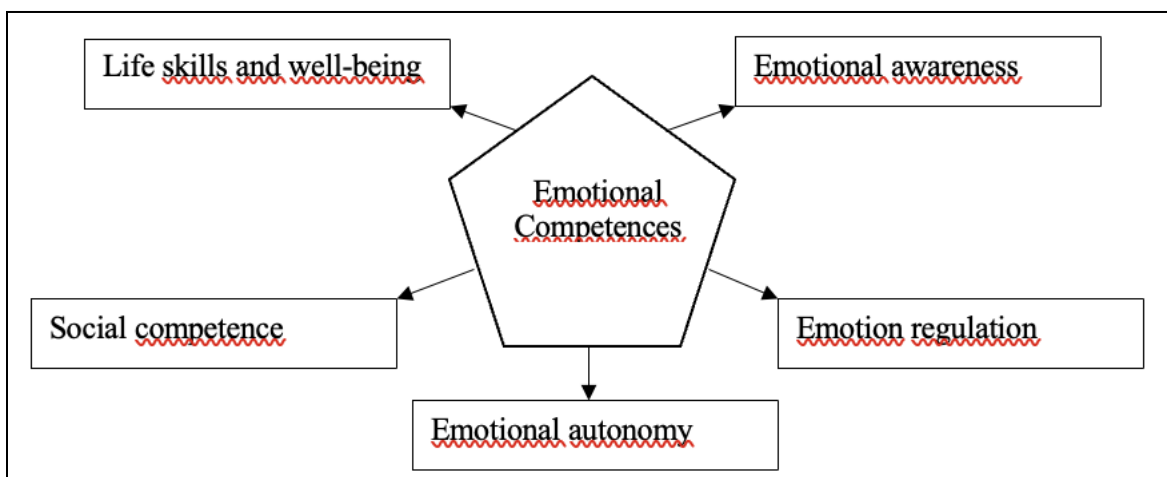 Life skills and well-being
Emotional awareness
Emotional
Competences
Social competence
Emotion regulation
Emotional autonomy